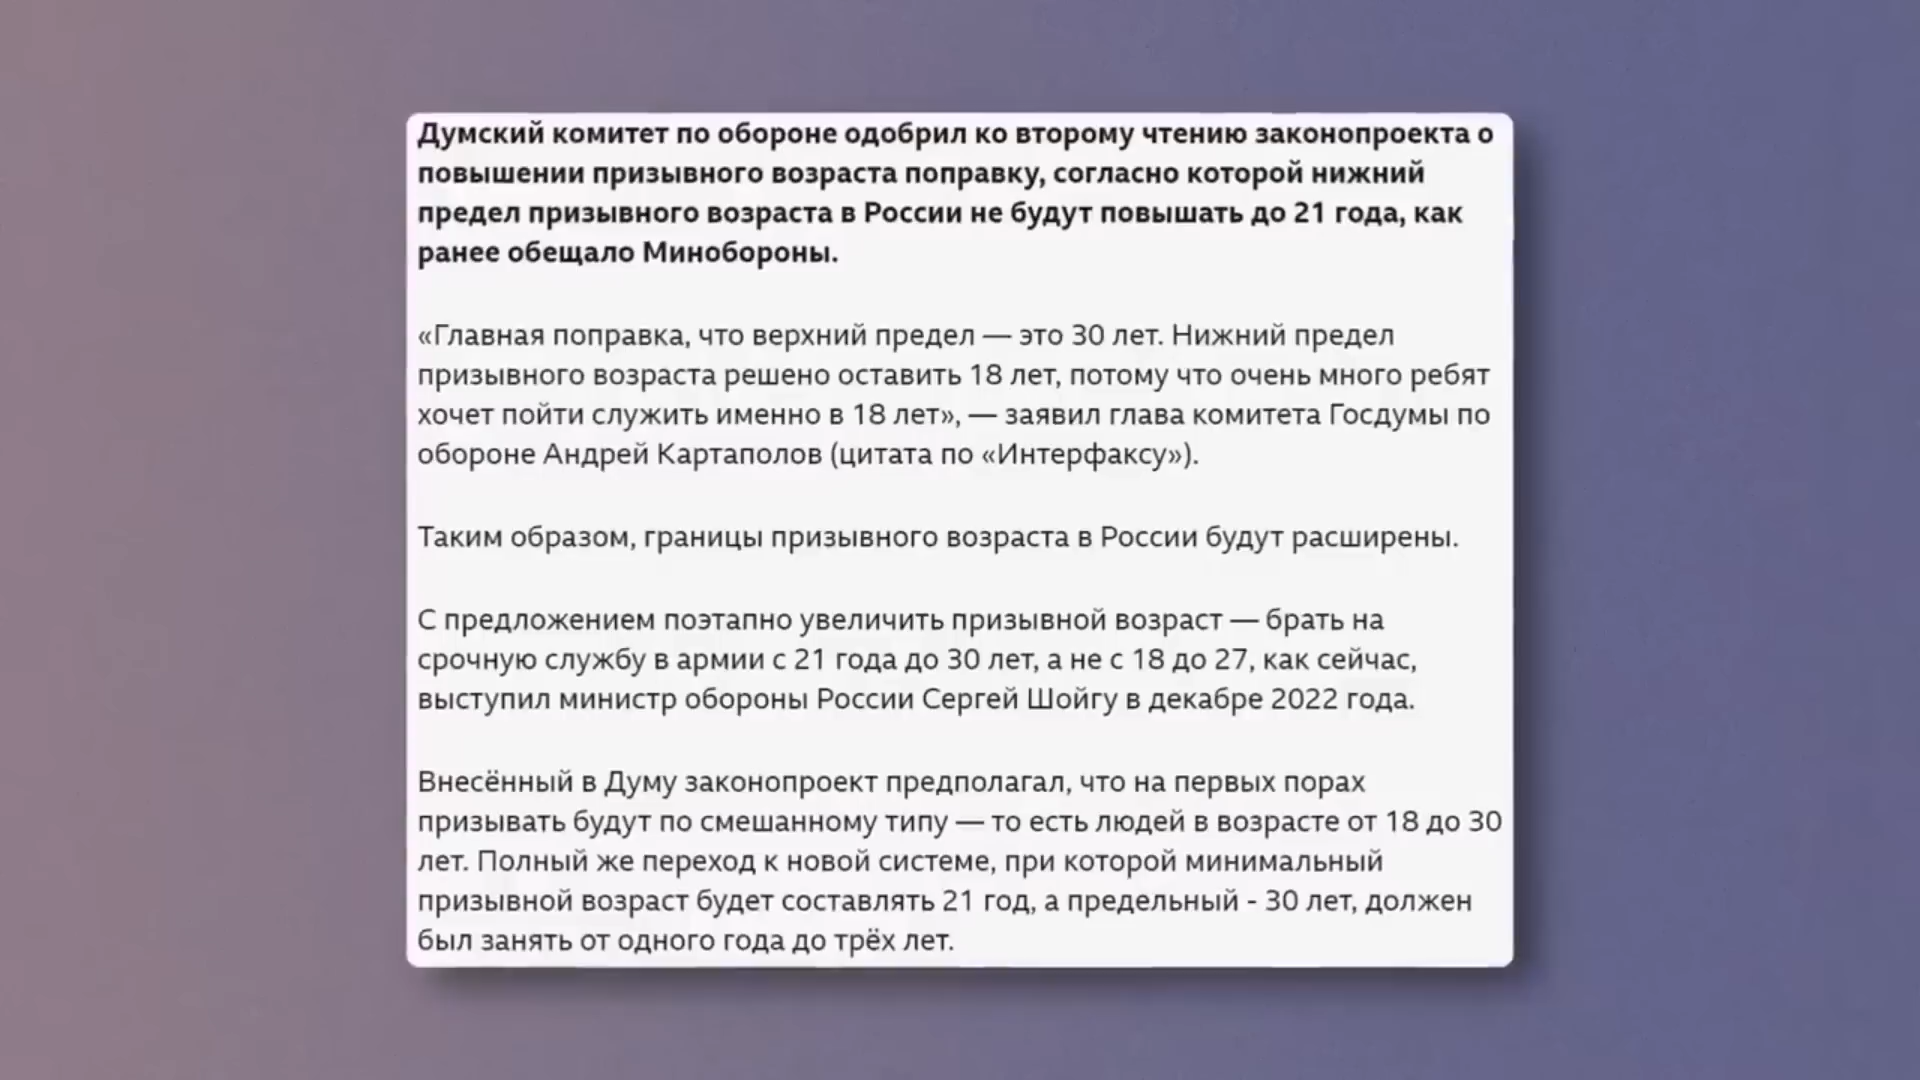 Думский комитет по обороне одобрил ко второму чтению законопроекта о
повышении призывного возраста поправку, согласно которой нижний
предел призывного возраста в России не будут повышать до 21 года, как
ранее обещало Минобороны.
«Главная поправка, что верхний предел — это 30 лет. Нижний предел
призывного возраста решено оставить 18 лет, потому что очень много ребят
хочет пойти служить именно в 18 лет», — заявил глава комитета Госдумы по
обороне Андрей Картаполов (цитата по «Интерфаксу»).
Таким образом, границы призывного возраста в России будут расширены.
С предложением поэтапно увеличить призывной возраст — брать на
срочную службу в армии с 21 года до 30 лет, а не с 18 до 27, как сейчас,
выступил министр обороны России Сергей Шойгу в декабре 2022 года.
Внесённый в Думу законопроект предполагал, что на первых порах
призывать будут по смешанному типу — то есть людей в возрасте от 18 до 30
лет. Полный же переход к новой системе, при которой минимальный
призывной возраст будет составлять 21 год, а предельный - 30 лет, должен
был занять от одного года до трёх лет.